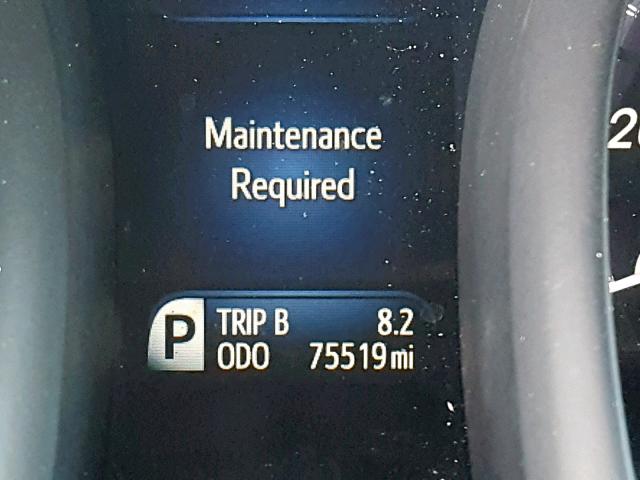 Maintenance
Required
P
TRIP B 8.2
ODO 75519 mi